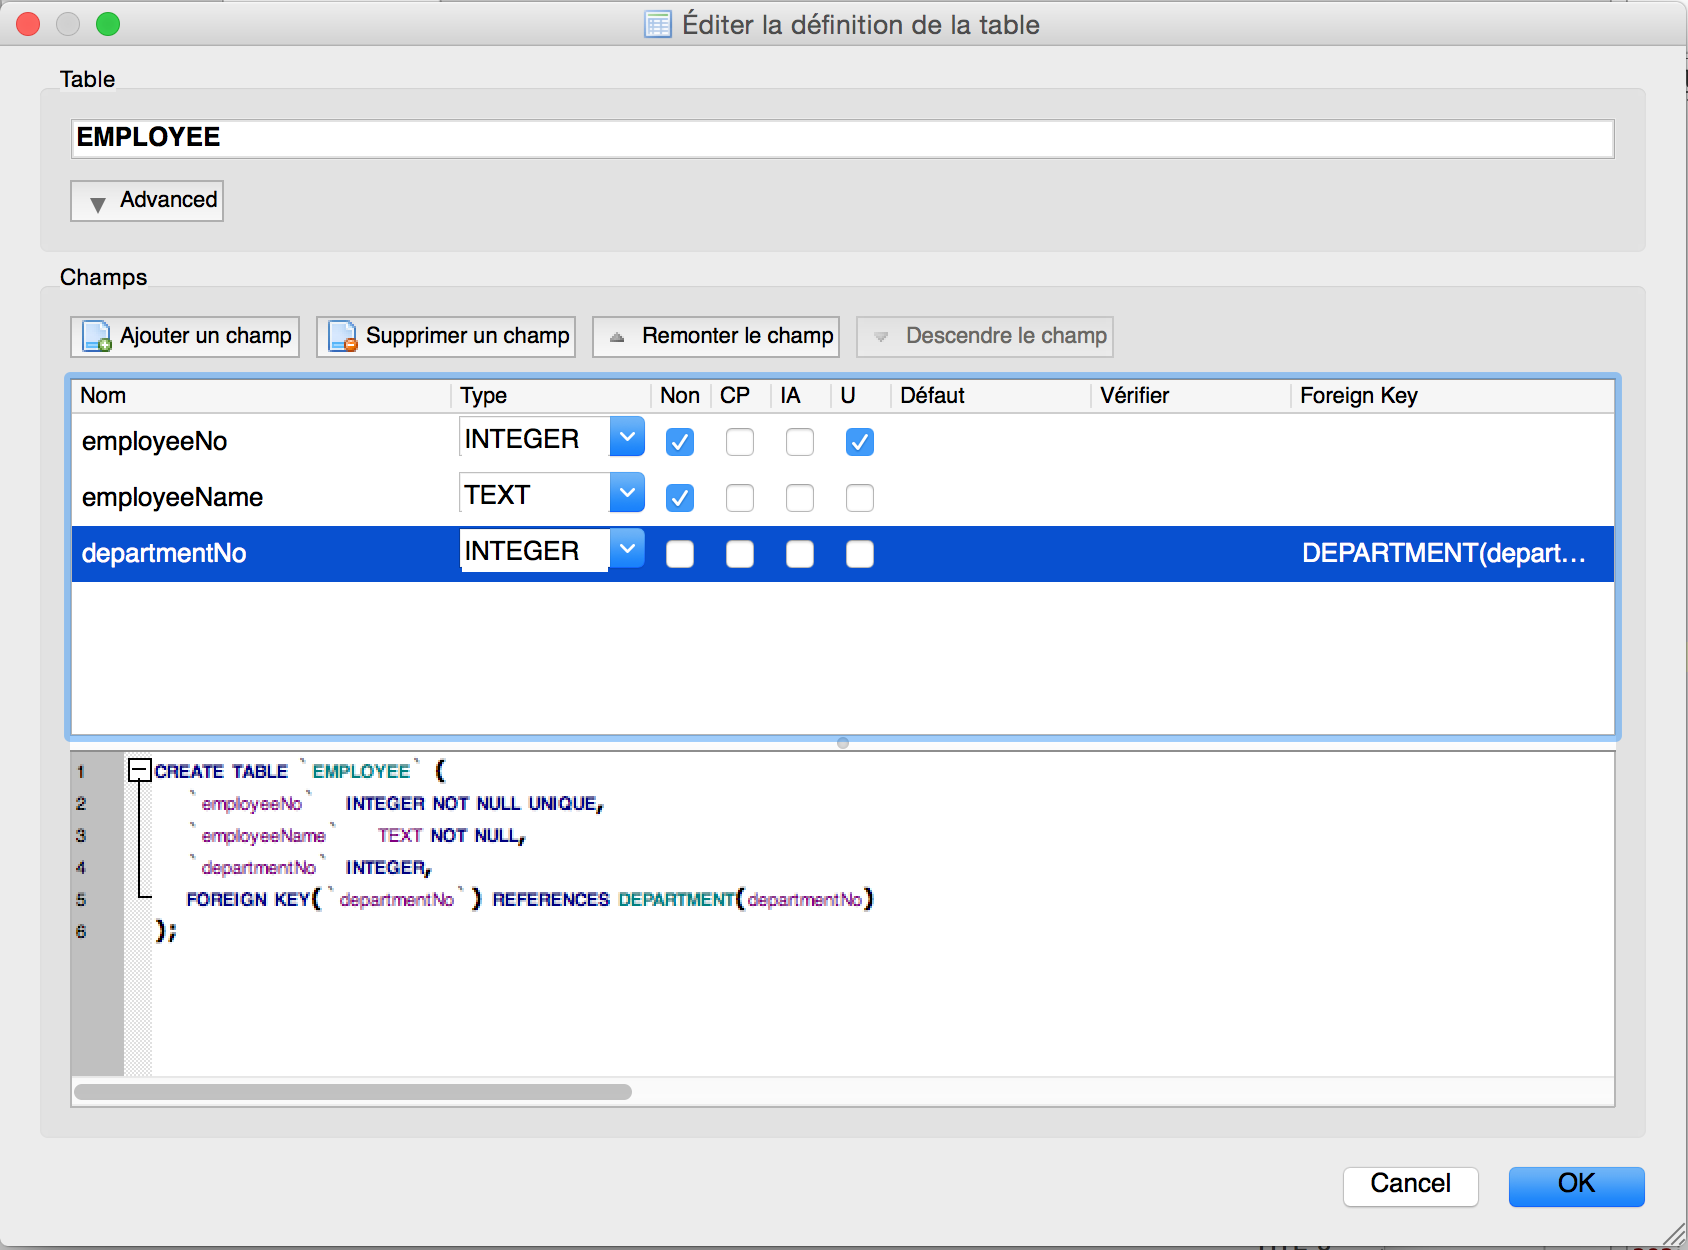 Éditer la définition de la table
Table
EMPLOYEE
Advanced
Champs
Ajouter un champ Supprimer un champ Remonter le champ Descendre le champ
Nom Type Non CP IA U Défaut Vérifier Foreign Key
employeeNo INTEGER
employeeName TEXT
departmentNo INTEGER DEPARTMENT(depart...
1 CREATE TABLE `EMPLOYEE` (
2 `employeeNo` INTEGER NOT NULL UNIQUE,
3 `employeeName` TEXT NOT NULL,
4 `departmentNo` INTEGER,
5 FOREIGN KEY(`departmentNo`) REFERENCES DEPARTMENT(departmentNo)
6 );
Cancel OK